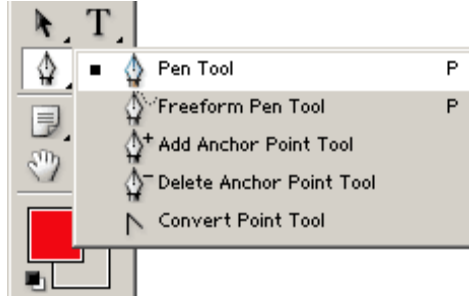 T
Pen Tool P
Freeform Pen Tool P
Add Anchor Point Tool
Delete Anchor Point Tool
Convert Point Tool